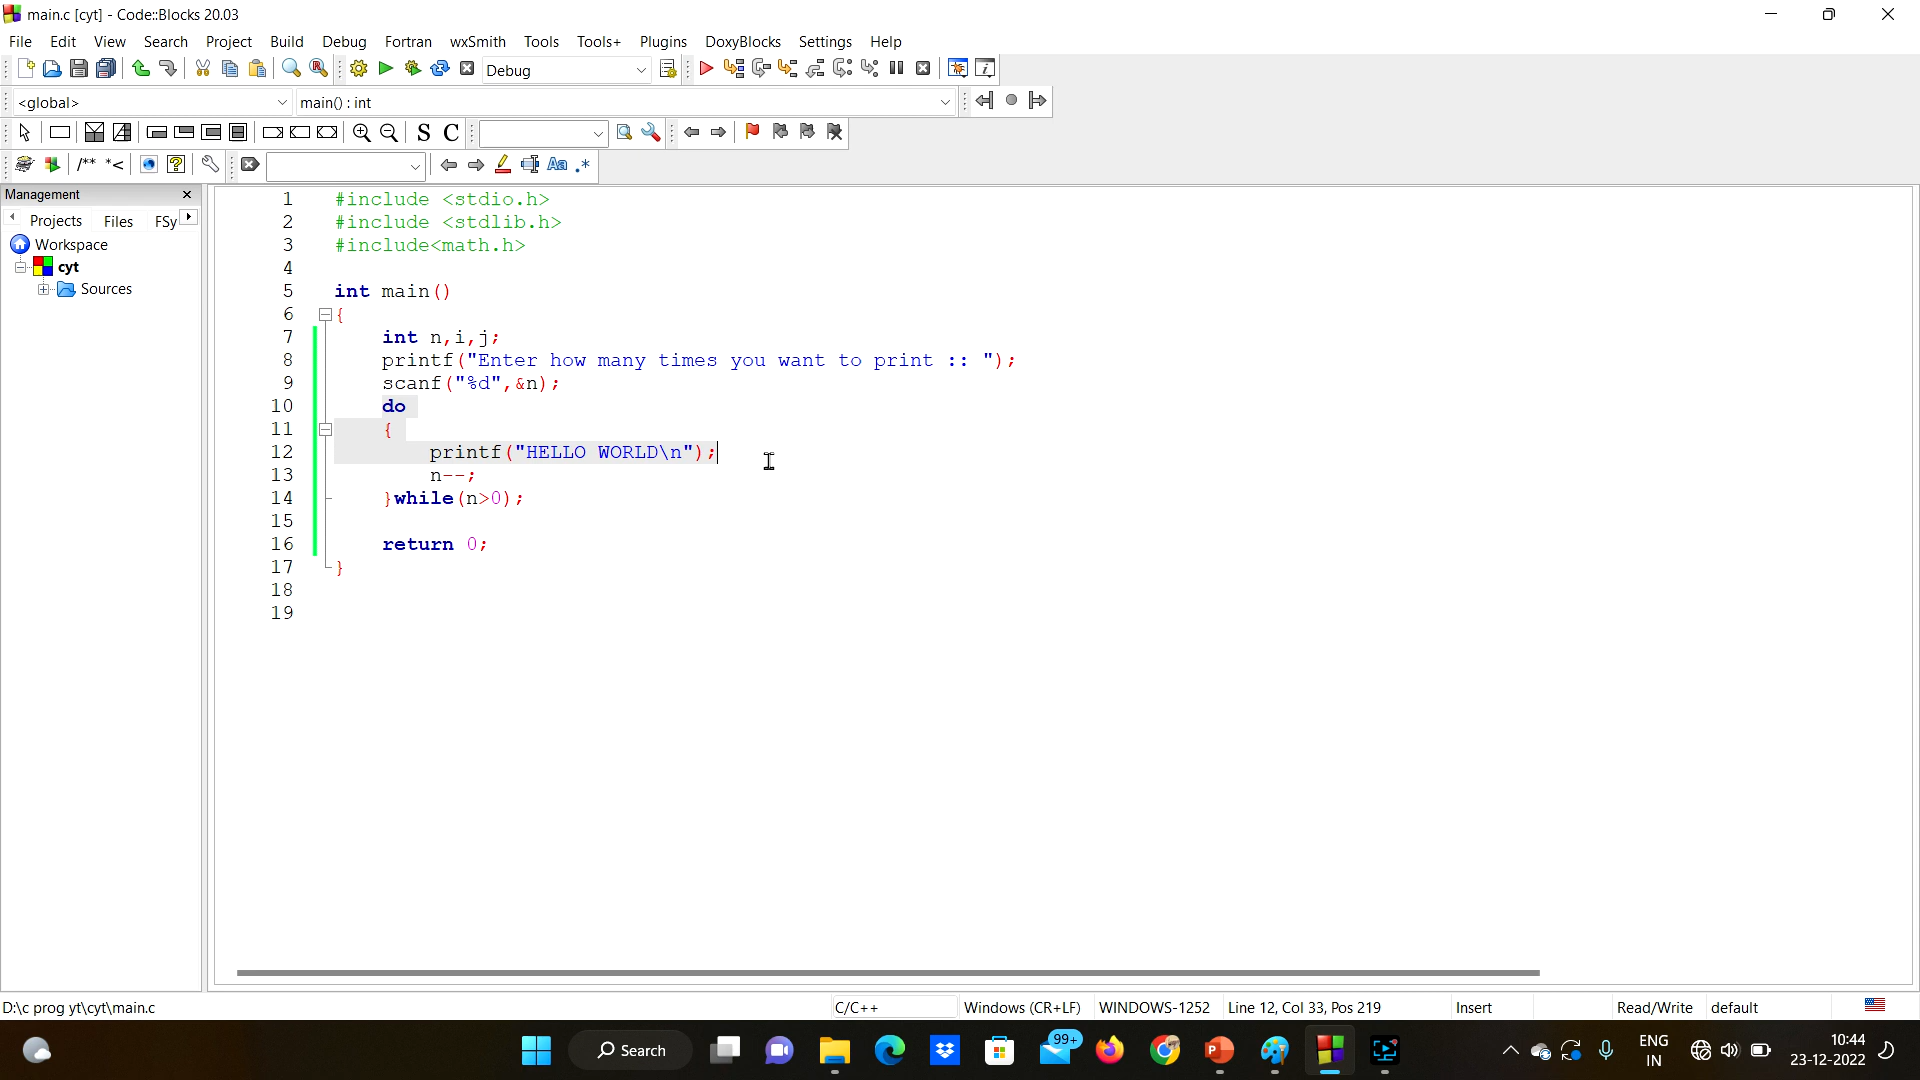 main.c [cyt] - Code::Blocks 20.03
File Edit View Search Project Build Debug Fortran wxSmith Tools Tools+ Plugins DoxyBlocks Settings Help
Debug
<global> main() : int
S C
/** *< Aa .*
Management
Projects Files FSy
Workspace
cyt
Sources
1 #include <stdio.h>
2 #include <stdlib.h>
3 #include<math.h>
4
5 int main()
6 {
7 int n,i,j;
8 printf("Enter how many times you want to print :: ");
9 scanf("%d",&n);
10 do
11 {
12 printf("HELLO WORLD\n");
13 n--;
14 }while(n>0);
15
16 return 0;
17 }
18
19
D:\c prog yt\cyt\main.c C/C++ Windows (CR+LF) WINDOWS-1252 Line 12, Col 33, Pos 1219 Insert Read/Write default
Search 99+ ENG IN 10:44
23-12-2022